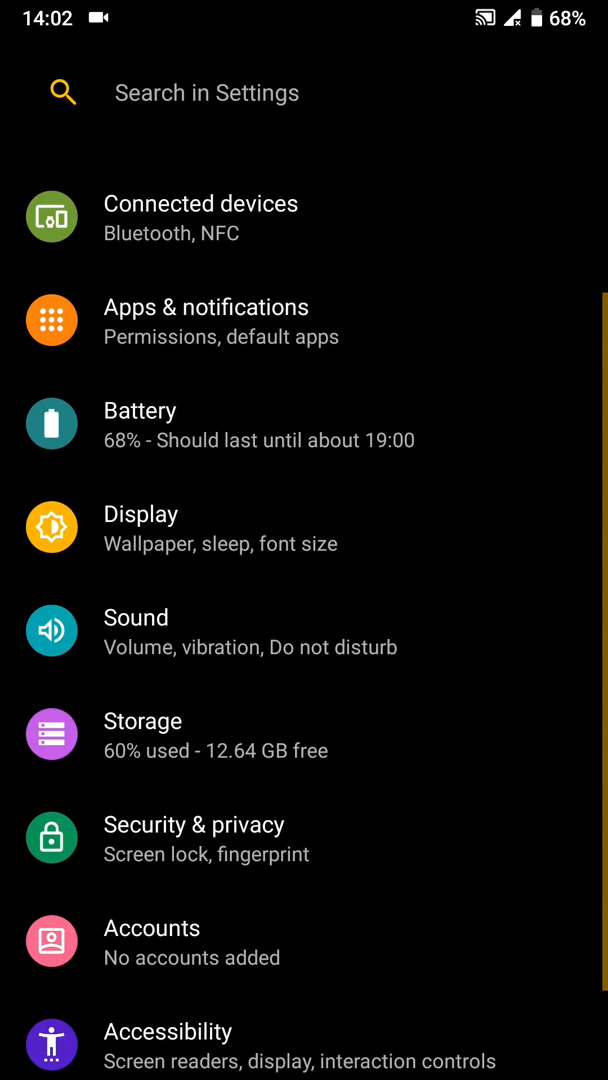 14:02
68%
Search in Settings
Connected devices
Bluetooth, NFC
Apps & notifications
Permissions, default apps
Battery
68% - Should last until about 19:00
Display
Wallpaper, sleep, font size
Sound
Volume, vibration, Do not disturb
Storage
60% used - 12.64 GB free
Security & privacy
Screen lock, fingerprint
Accounts
No accounts added
Accessibility
Screen readers, display, interaction controls